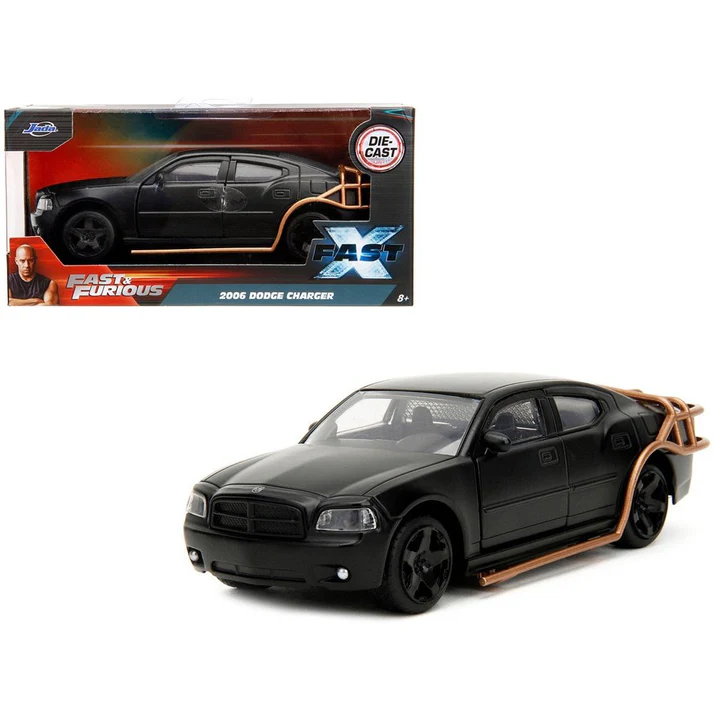 Jada
DIE-
CAST
FAST X
FAST &
FURIOUS
2006 DODGE CHARGER
8+